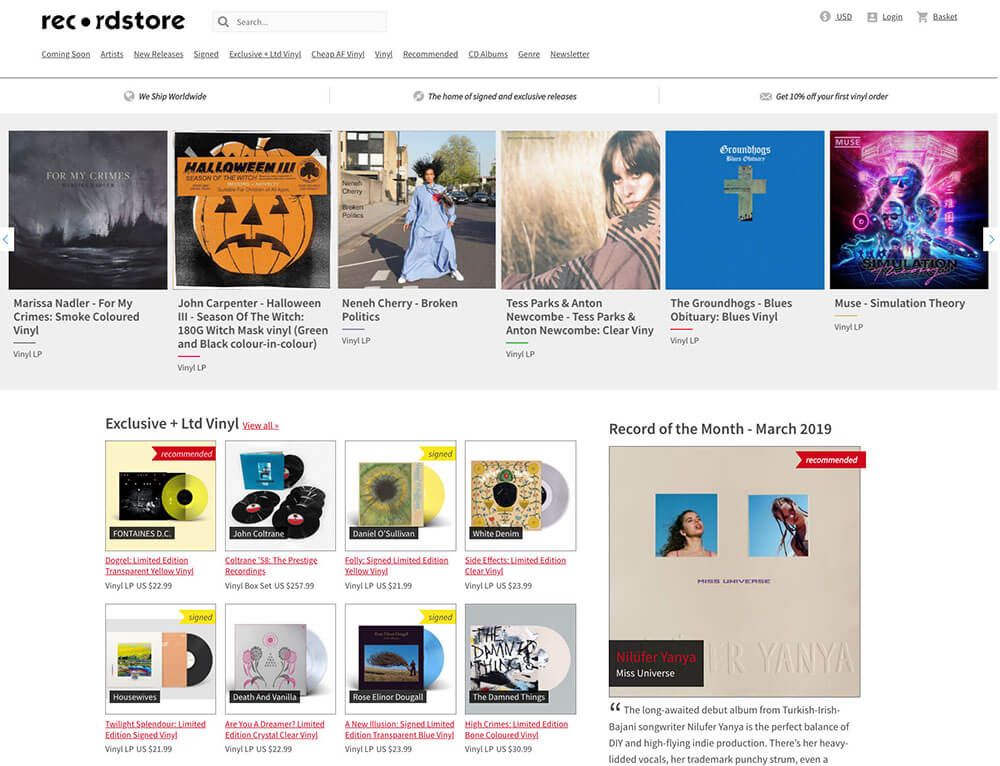 recordstore
Search...
USD
Login
Basket
Coming Soon Artists New Releases Signed Exclusive + Ltd Vinyl Cheap AF Vinyl Vinyl Recommended CD Albums Genre Newsletter
We Ship Worldwide
The home of signed and exclusive releases
Get 10% off your first vinyl order
FOR MY CRIMES
MARISSA NADLER
HALLOWEEN III
SEASON OF THE WITCH
Suitable For Children of All Ages.
Neneh
Cherry
Broken
Politics
Groundhogs
Blues Obituary
MUSE
SIMULATION
Theory
Marissa Nadler - For My
Crimes: Smoke Coloured
Vinyl
Vinyl LP
John Carpenter - Halloween
III - Season Of The Witch:
180G Witch Mask vinyl (Green
and Black colour-in-colour)
Vinyl LP
Neneh Cherry - Broken
Politics
Vinyl LP
Tess Parks & Anton
Newcombe - Tess Parks &
Anton Newcombe: Clear Viny
Vinyl LP
The Groundhogs - Blues
Obituary: Blues Vinyl
Vinyl LP
Muse - Simulation Theory
Vinyl LP
Exclusive + Ltd Vinyl View all »
recommended
FONTAINES D.C.
Dogrel: Limited Edition
Transparent Yellow Vinyl
Vinyl LP US $22.99
John Coltrane
Coltrane '58: The Prestige
Recordings
Vinyl Box Set US $257.99
signed
Daniel O'Sullivan
Folly: Signed Limited Edition
Yellow Vinyl
Vinyl LP US $21.99
White Denim
Side Effects: Limited Edition
Clear Vinyl
Vinyl LP US $23.99
signed
Housewives
Twilight Splendour: Limited
Edition Signed Vinyl
Vinyl LP US $21.99
Death And Vanilla
Are You A Dreamer? Limited
Edition Crystal Clear Vinyl
Vinyl LP US $22.99
signed
Rose Elinor Dougall
Rose Elinor Dougall
A New Illusion: Signed Limited
Edition Transparent Blue Vinyl
Vinyl LP US $23.99
THE
DAMNED
THINGS
The Damned Things
High Crimes: Limited Edition
Bone Coloured Vinyl
Vinyl LP US $30.99
Record of the Month - March 2019
recommended
MISS UNIVERSE
R YANYA
Nilüfer Yanya
Miss Universe
“ The long-awaited debut album from Turkish-Irish-
Bajani songwriter Nilufer Yanya is the perfect balance of
DIY and high-flying indie production. There's her heavy-
lidded vocals, her trademark punchy strum, even a